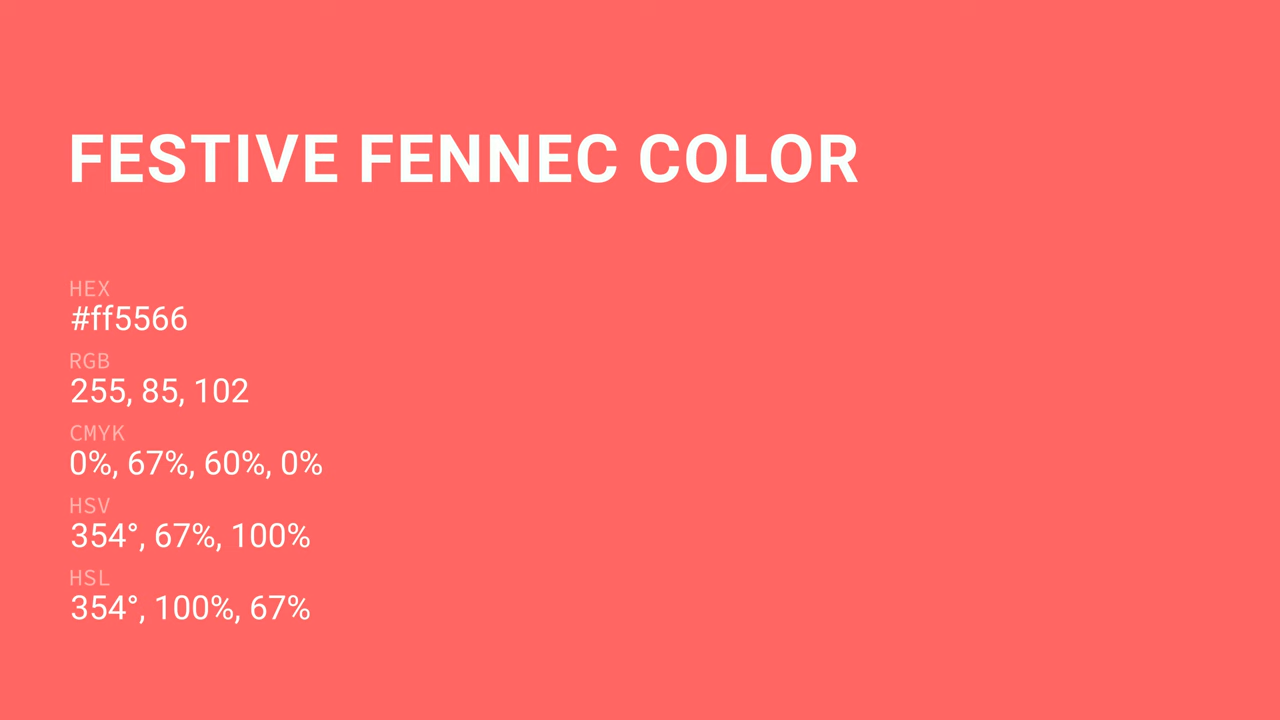 FESTIVE FENNEC COLOR
HEX
#ff5566
RGB
255, 85, 102
CMYK
0%, 67%, 60%, 0%
HSV
354°, 67%, 100%
HSL
354°, 100%, 67%